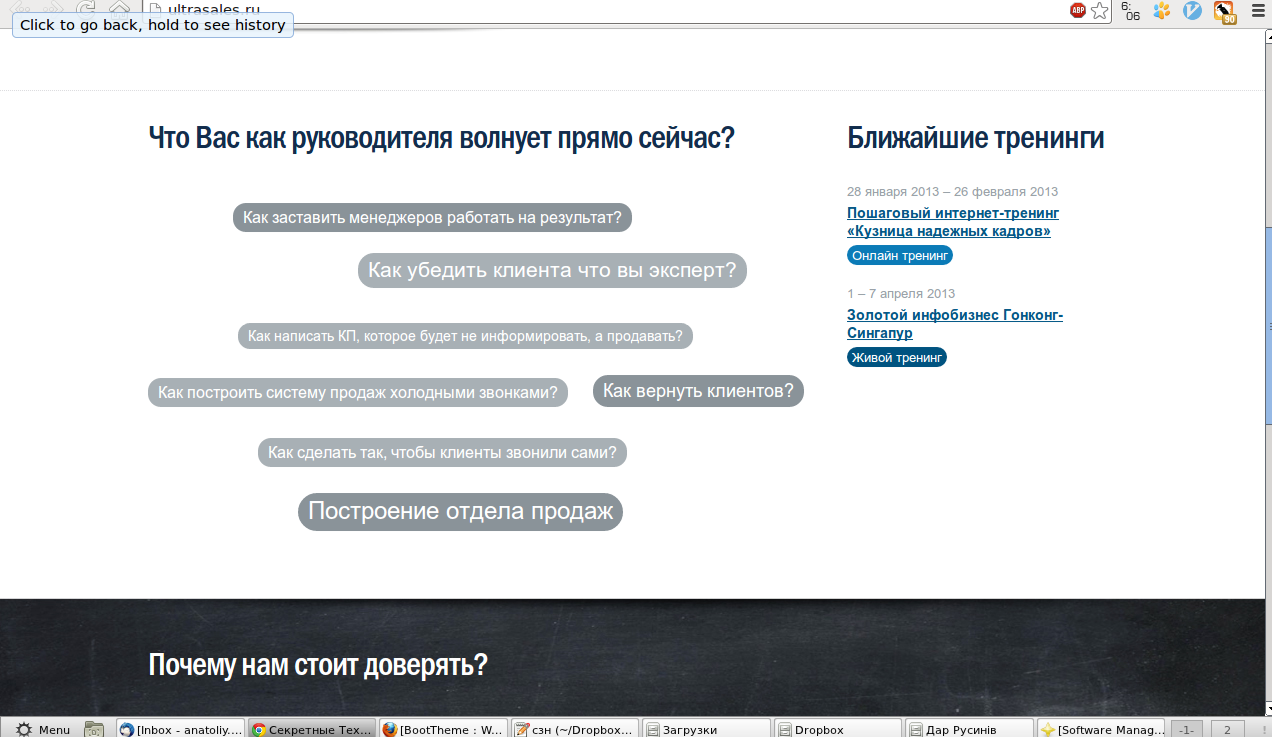 ultrasales.ru
ABP
6:
06
90
Click to go back, hold to see history
Что Вас как руководителя волнует прямо сейчас?
Как заставить менеджеров работать на результат?
Как убедить клиента что вы эксперт?
Как написать КП, которое будет не информировать, а продавать?
Как построить систему продаж холодными звонками?
Как вернуть клиентов?
Как сделать так, чтобы клиенты звонили сами?
Построение отдела продаж
Ближайшие тренинги
28 января 2013 – 26 февраля 2013
Пошаговый интернет-тренинг
«Кузница надежных кадров»
Онлайн тренинг
1 – 7 апреля 2013
Золотой инфобизнес Гонконг-
Сингапур
Живой тренинг
Почему нам стоит доверять?
Menu
[Inbox - anatoliy....
Секретные Тех...
[BootTheme : W...
сзн (~/Dropbox...
Загрузки
Dropbox
Дар Русинів
[Software Manag...
-1-
2